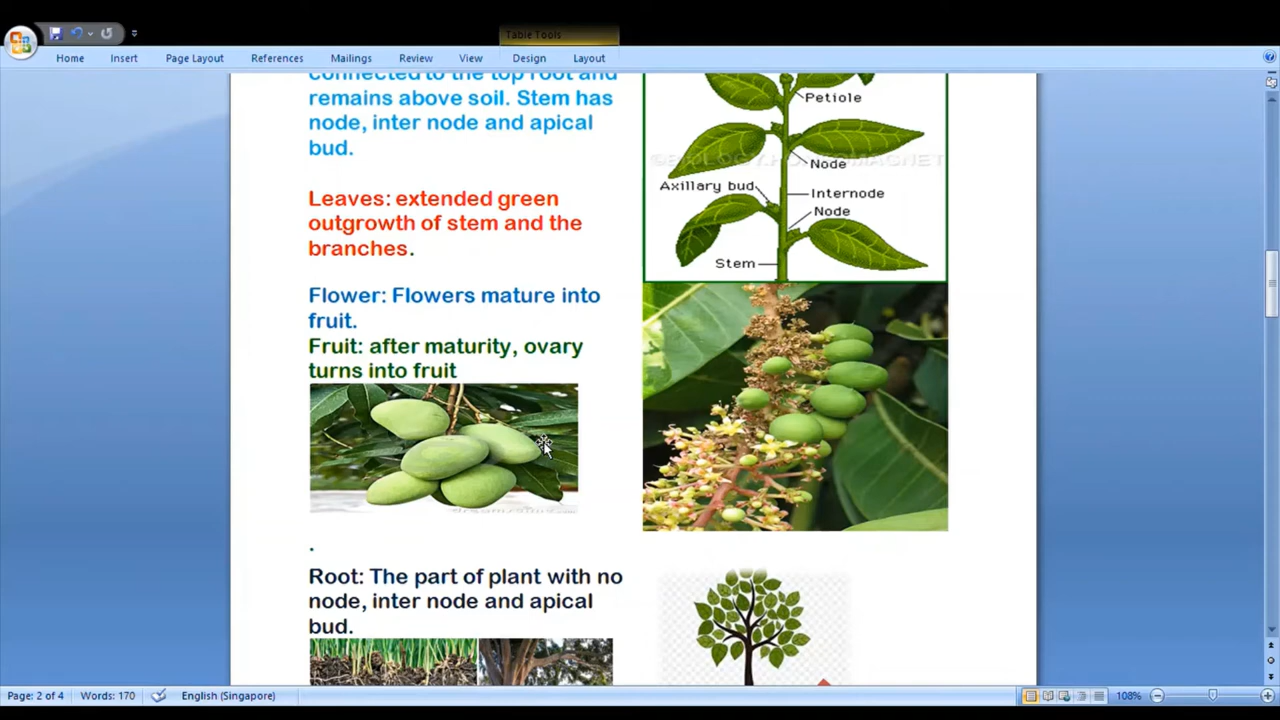 Table Tools
Home Insert Page Layout References Mailings Review View Design Layout
connected to the top root and
remains above soil. Stem has
node, inter node and apical
bud.
Leaves: extended green
outgrowth of stem and the
branches.
Flower: Flowers mature into
fruit.
Fruit: after maturity, ovary
turns into fruit
.
Root: The part of plant with no
node, inter node and apical
bud.
Petiole
Node
Axillary bud
Internode
Node
Stem
Page: 2 of 4 Words: 170 English (Singapore) 108%